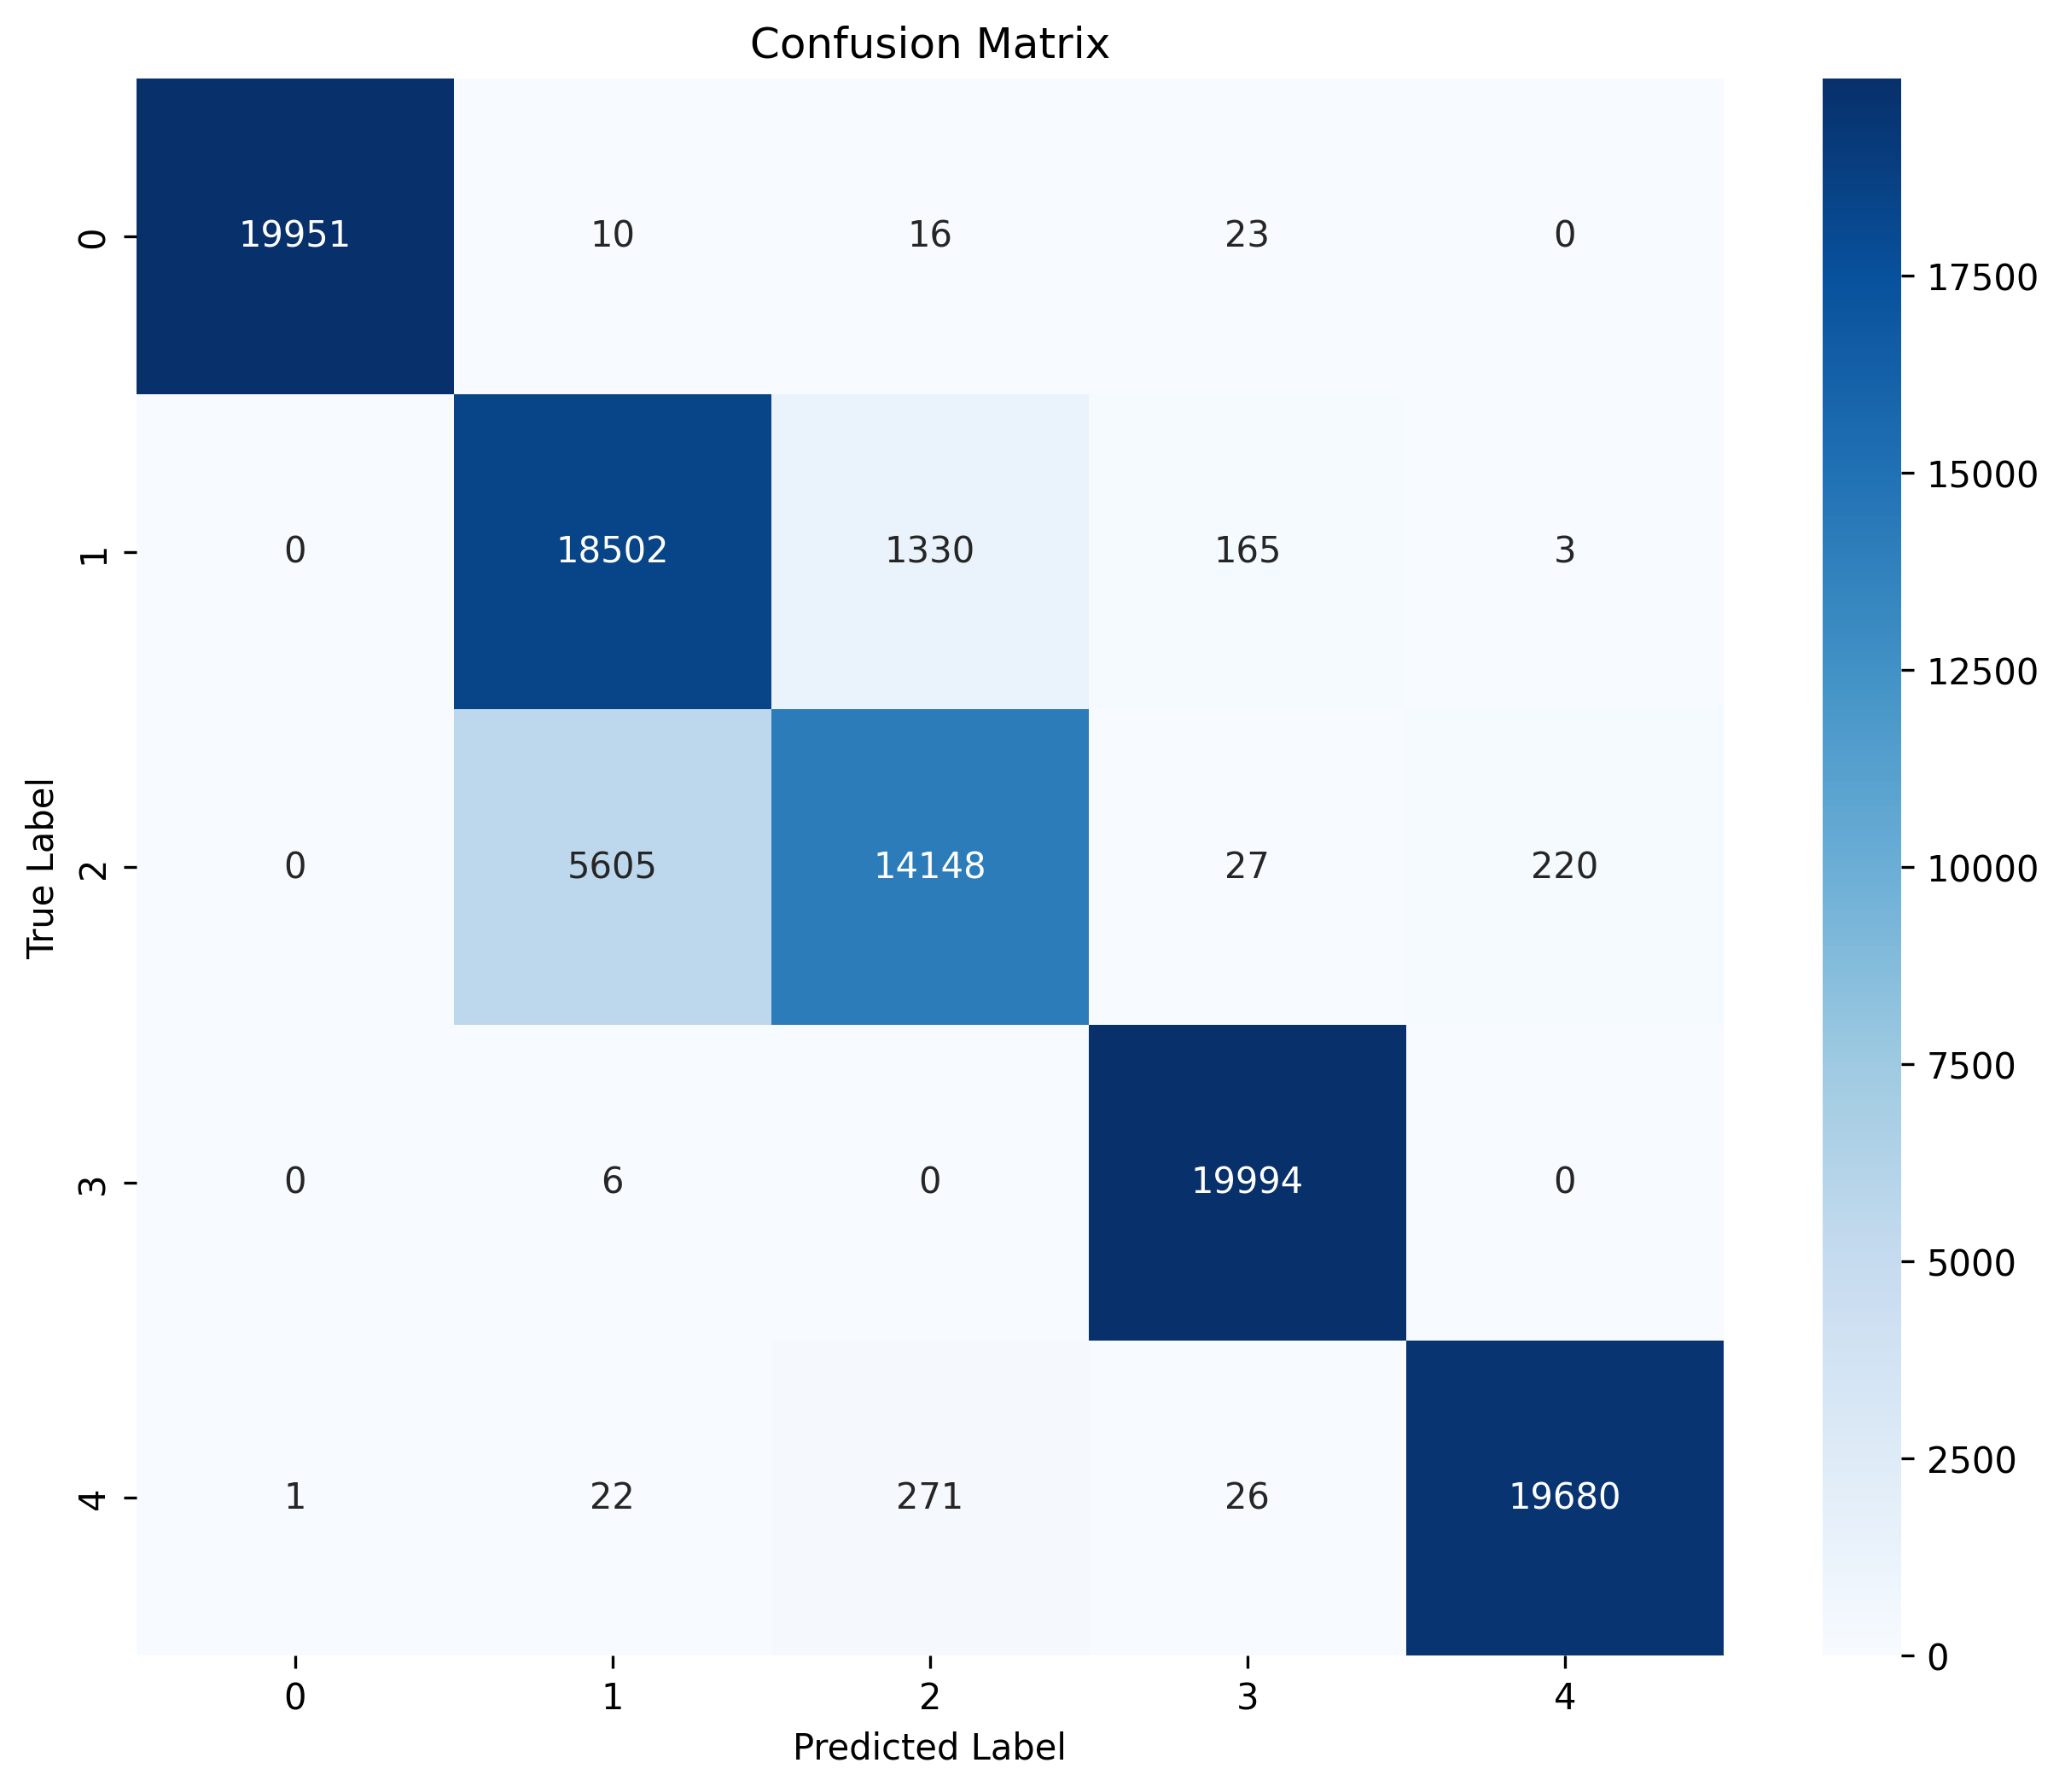 Confusion Matrix
True Label
0 19951 10 16 23 0
1 0 18502 1330 165 3
2 0 5605 14148 27 220
3 0 6 0 19994 0
4 1 22 271 26 19680
0 1 2 3 4
Predicted Label
17500
15000
12500
10000
7500
5000
2500
0